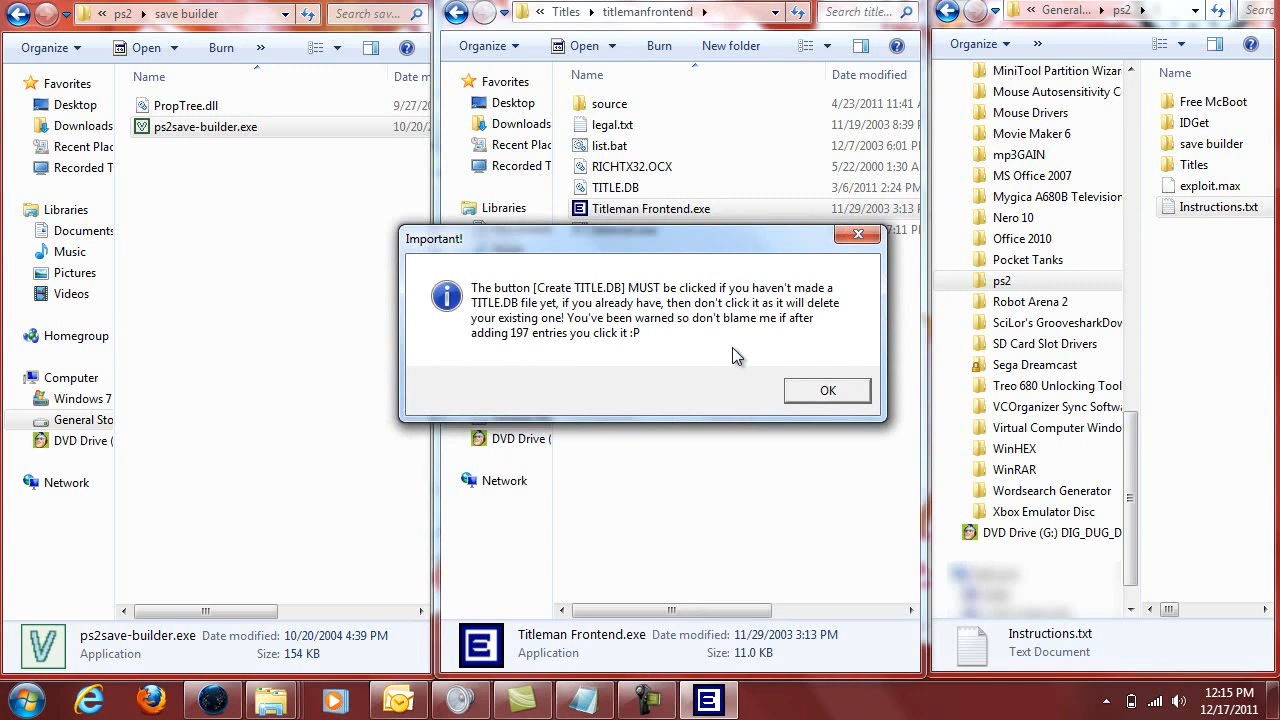 ps2 save builder
Search sav...
Organize Open Burn »
Name Date m
PropTree.dll 9/27/20
ps2save-builder.exe 10/20/
Favorites
Desktop
Downloads
Recent Plac
Recorded T
Libraries
Documents
Music
Pictures
Videos
Homegroup
Computer
Windows 7
General Sto
DVD Drive (
Network
ps2save-builder.exe Date modified: 10/20/2004 4:39 PM
Application Size: 154 KB
« Titles titlemanfrontend
Search title...
Organize Open Burn New folder
Name Date modified
source 4/23/2011 11:41
legal.txt 11/19/2003 8:39
list.bat 12/7/2003 6:01 P
RICHTX32.OCX 5/22/2000 1:30 A
TITLE.DB 3/6/2011 2:24 PM
Titleman Frontend.exe 11/29/2003 3:13
Favorites
Desktop
Downloads
Recent Plac
Recorded T
Libraries
DVD Drive (
Network
Titleman Frontend.exe Date modified: 11/29/2003 3:13 PM
Application Size: 11.0 KB
Important!
The button [Create TITLE.DB] MUST be clicked if you haven't made a
TITLE.DB file yet, if you already have, then don't click it as it will delete
your existing one! You've been warned so don't blame me if after
adding 197 entries you click it :P
OK
« General... ps2
Searc
Organize »
MiniTool Partition Wizar
Mouse Autosensitivity C
Mouse Drivers
Movie Maker 6
mp3GAIN
MS Office 2007
Mygica A680B Television
Nero 10
Office 2010
Pocket Tanks
ps2
Robot Arena 2
SciLor's GroovesharkDow
SD Card Slot Drivers
Sega Dreamcast
Treo 680 Unlocking Tool
VCOrganizer Sync Softwa
Virtual Computer Windo
WinHEX
WinRAR
Wordsearch Generator
Xbox Emulator Disc
DVD Drive (G:) DIG_DUG_D
Name
Free McBoot
IDGet
save builder
Titles
exploit.max
Instructions.txt
Instructions.txt
Text Document
12:15 PM
12/17/2011